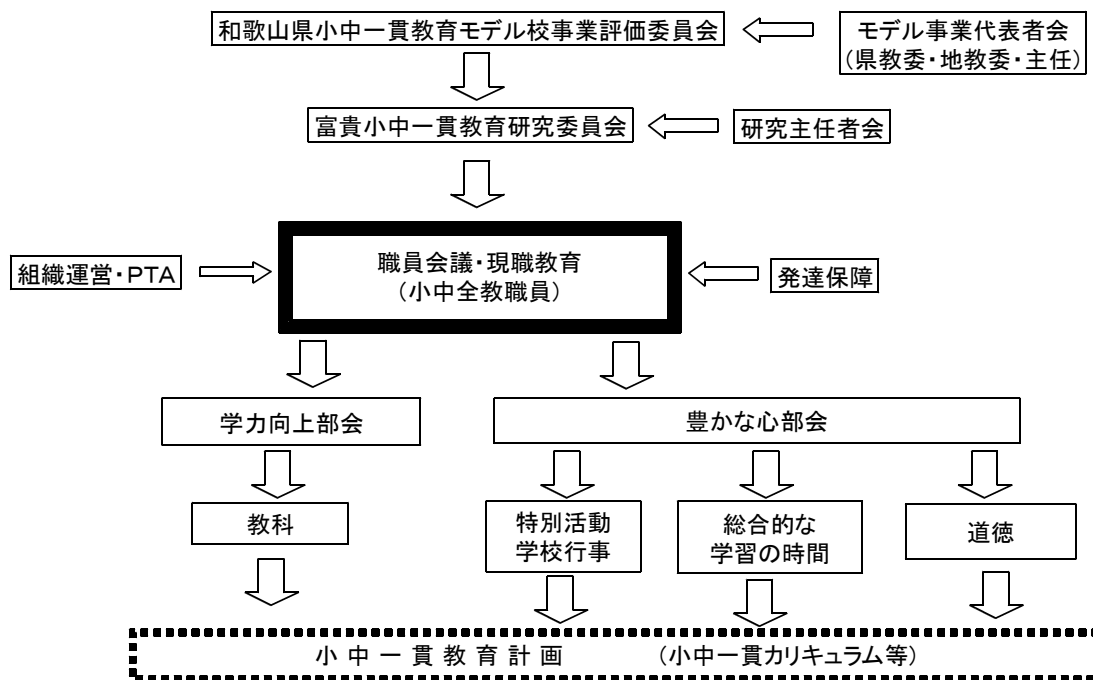 和歌山県小中一貫教育モデル校事業評価委員会
モデル事業代表者会
（県教委・地教委・主任）
富貴小中一貫教育研究委員会
研究主任者会
組織運営・ＰＴＡ
職員会議・現職教育
（小中全教職員）
発達保障
学力向上部会
豊かな心部会
教科
特別活動
学校行事
総合的な
学習の時間
道徳
小中一貫教育計画　（小中一貫カリキュラム等）